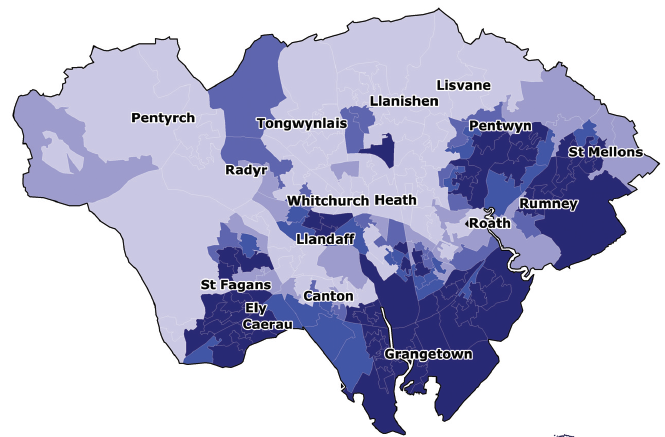 Lisvane
Llanishen
Pentyrch
Tongwynlais
Pentwyn
St Mellons
Radyr
Whitchurch Heath
Rumney
Roath
Llandaff
St Fagans
Canton
Ely
Caerau
Grangetown